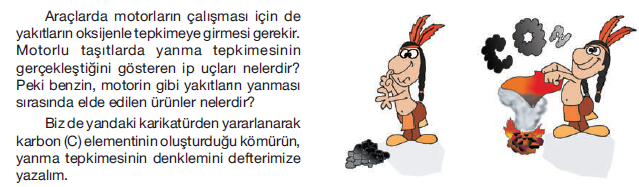 Araçlarda motorların çalışması için de
yakıtların oksijenle tepkimeye girmesi gerekir.
Motorlu taşıtlarda yanma tepkimesinin
gerçekleştiğini gösteren ip uçları nelerdir?
Peki benzin, motorin gibi yakıtların yanması
sırasında elde edilen ürünler nelerdir?
Biz de yandaki karikatürden yararlanarak
karbon (C) elementinin oluşturduğu kömürün,
yanma tepkimesinin denklemini defterimize
yazalım.
C O 2